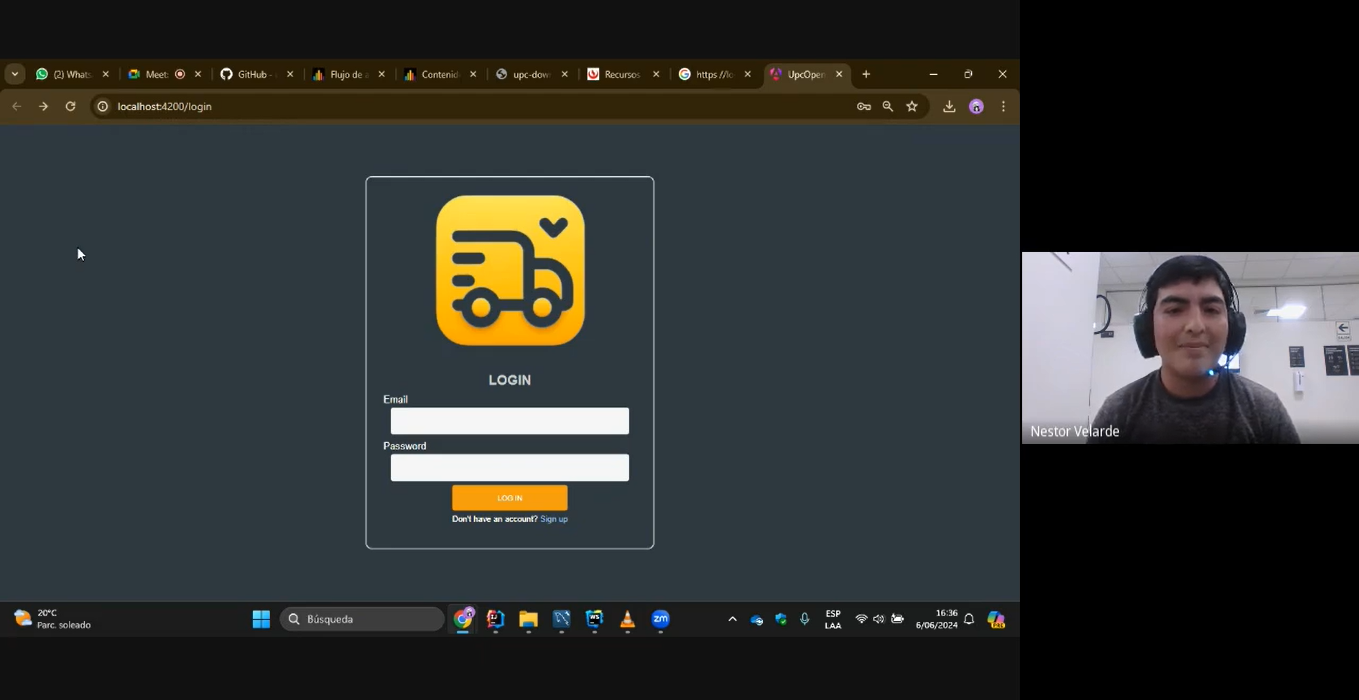 (2) Whats
Meet:
GitHub -
Flujo de a
Contenid
upc-dow
Recursos
https://lo
UpcOpen
localhost:4200/login
LOGIN
Email
Password
LOG IN
Don't have an account? Sign up
Nestor Velarde
20°C
Parc. soleado
Búsqueda
zm
ESP
LAA
16:36
6/06/2024